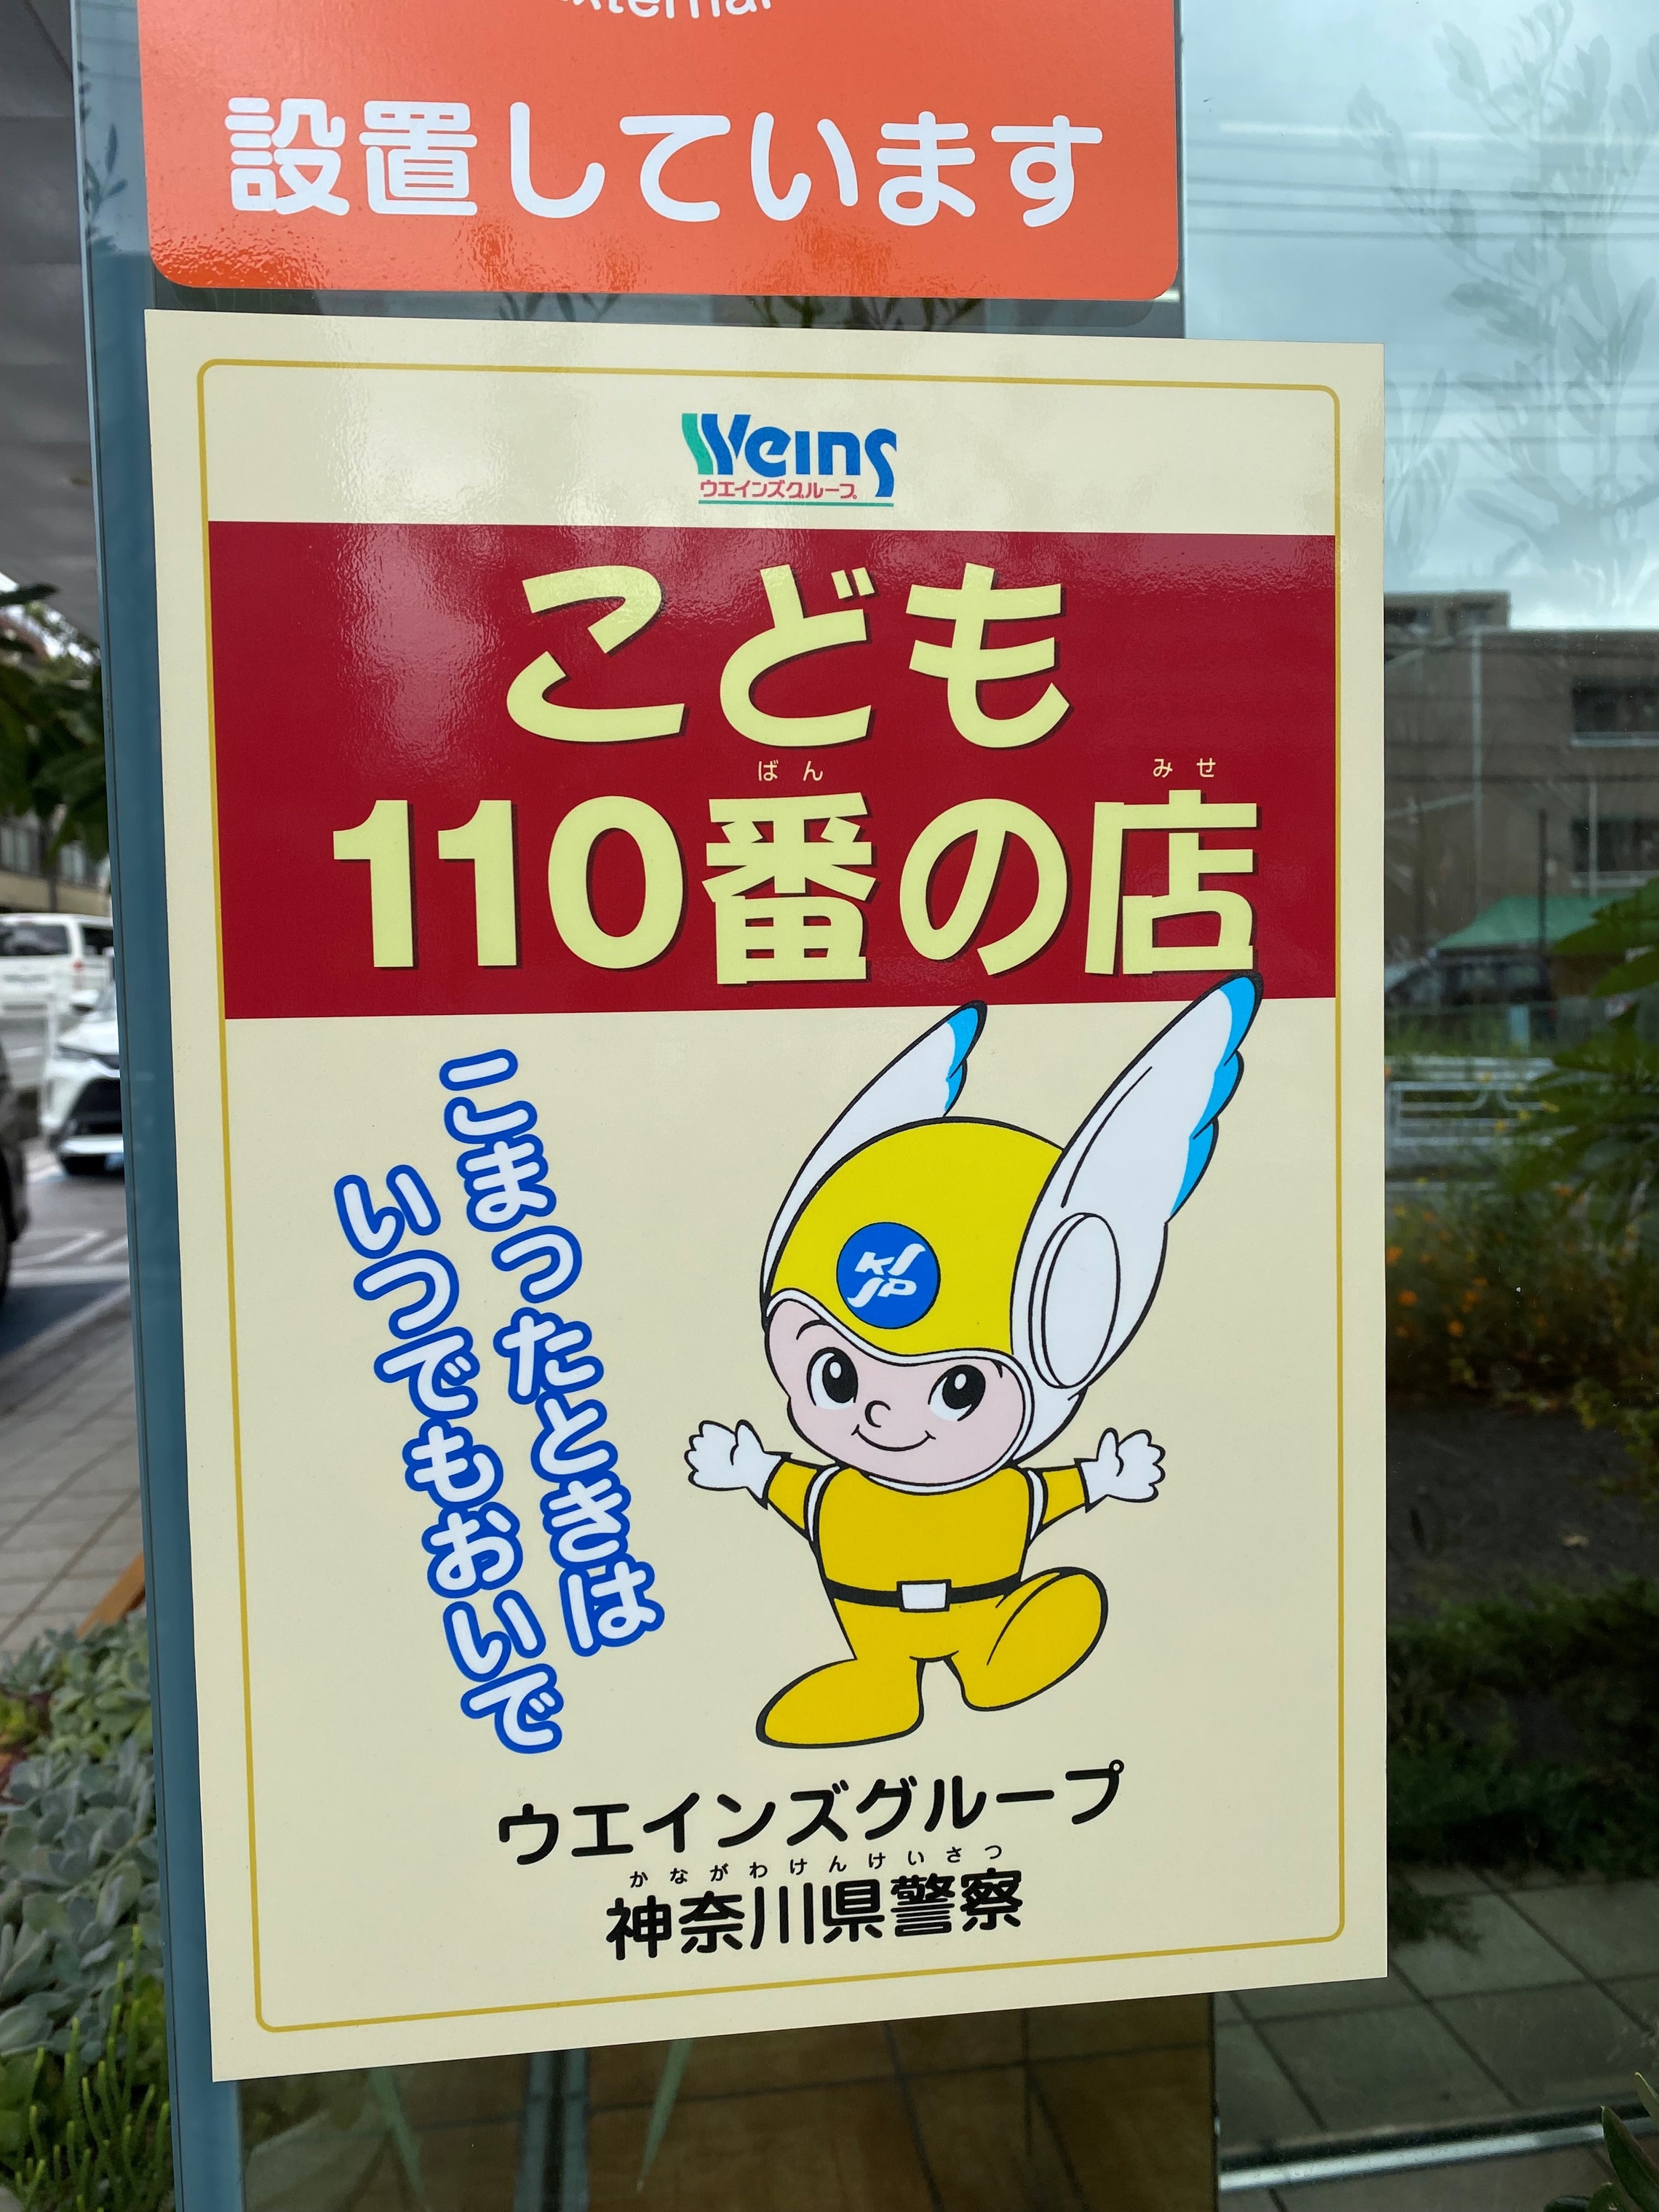 設置しています
Weins
ウエインズグループ
こども
ばん みせ
110番の店
こまったときは
いつでもおいで
KJ
JP
ウエインズグループ
かながわけんけいさつ
神奈川県警察